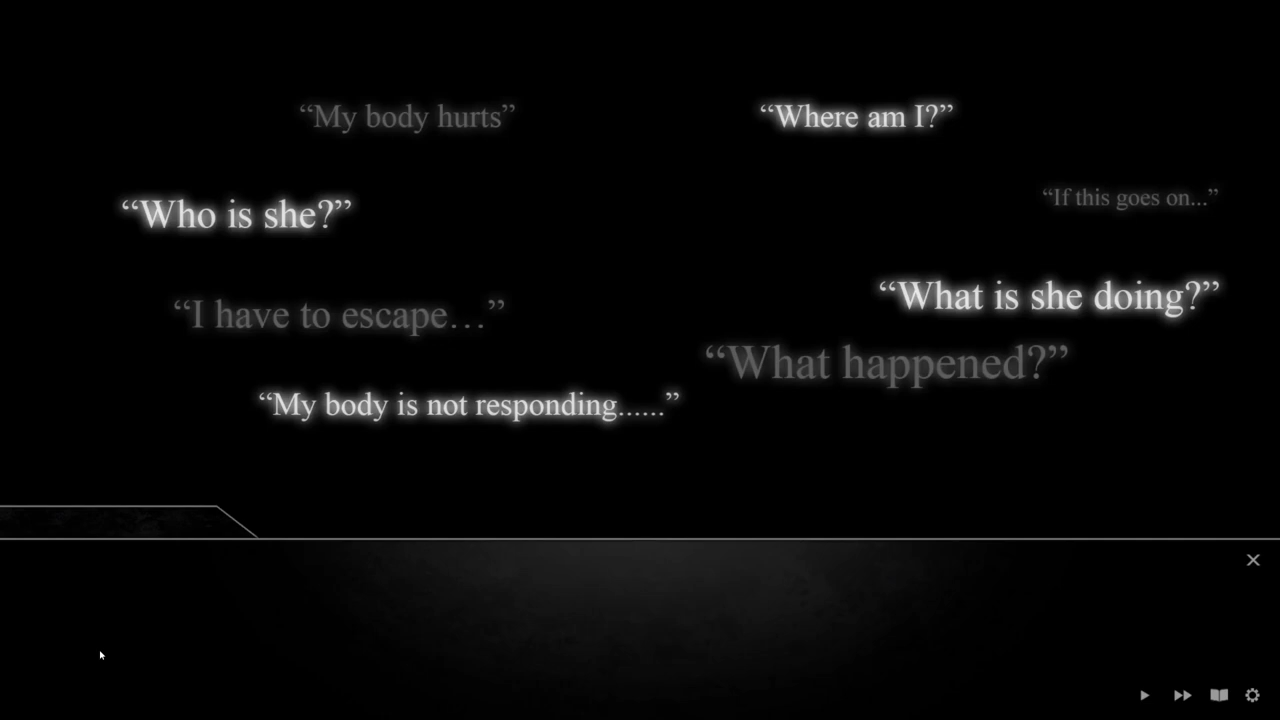 “My body hurts”
“Where am I?”
“Who is she?”
“If this goes on...”
“I have to escape…”
“What is she doing?”
“What happened?”
“My body is not responding......”